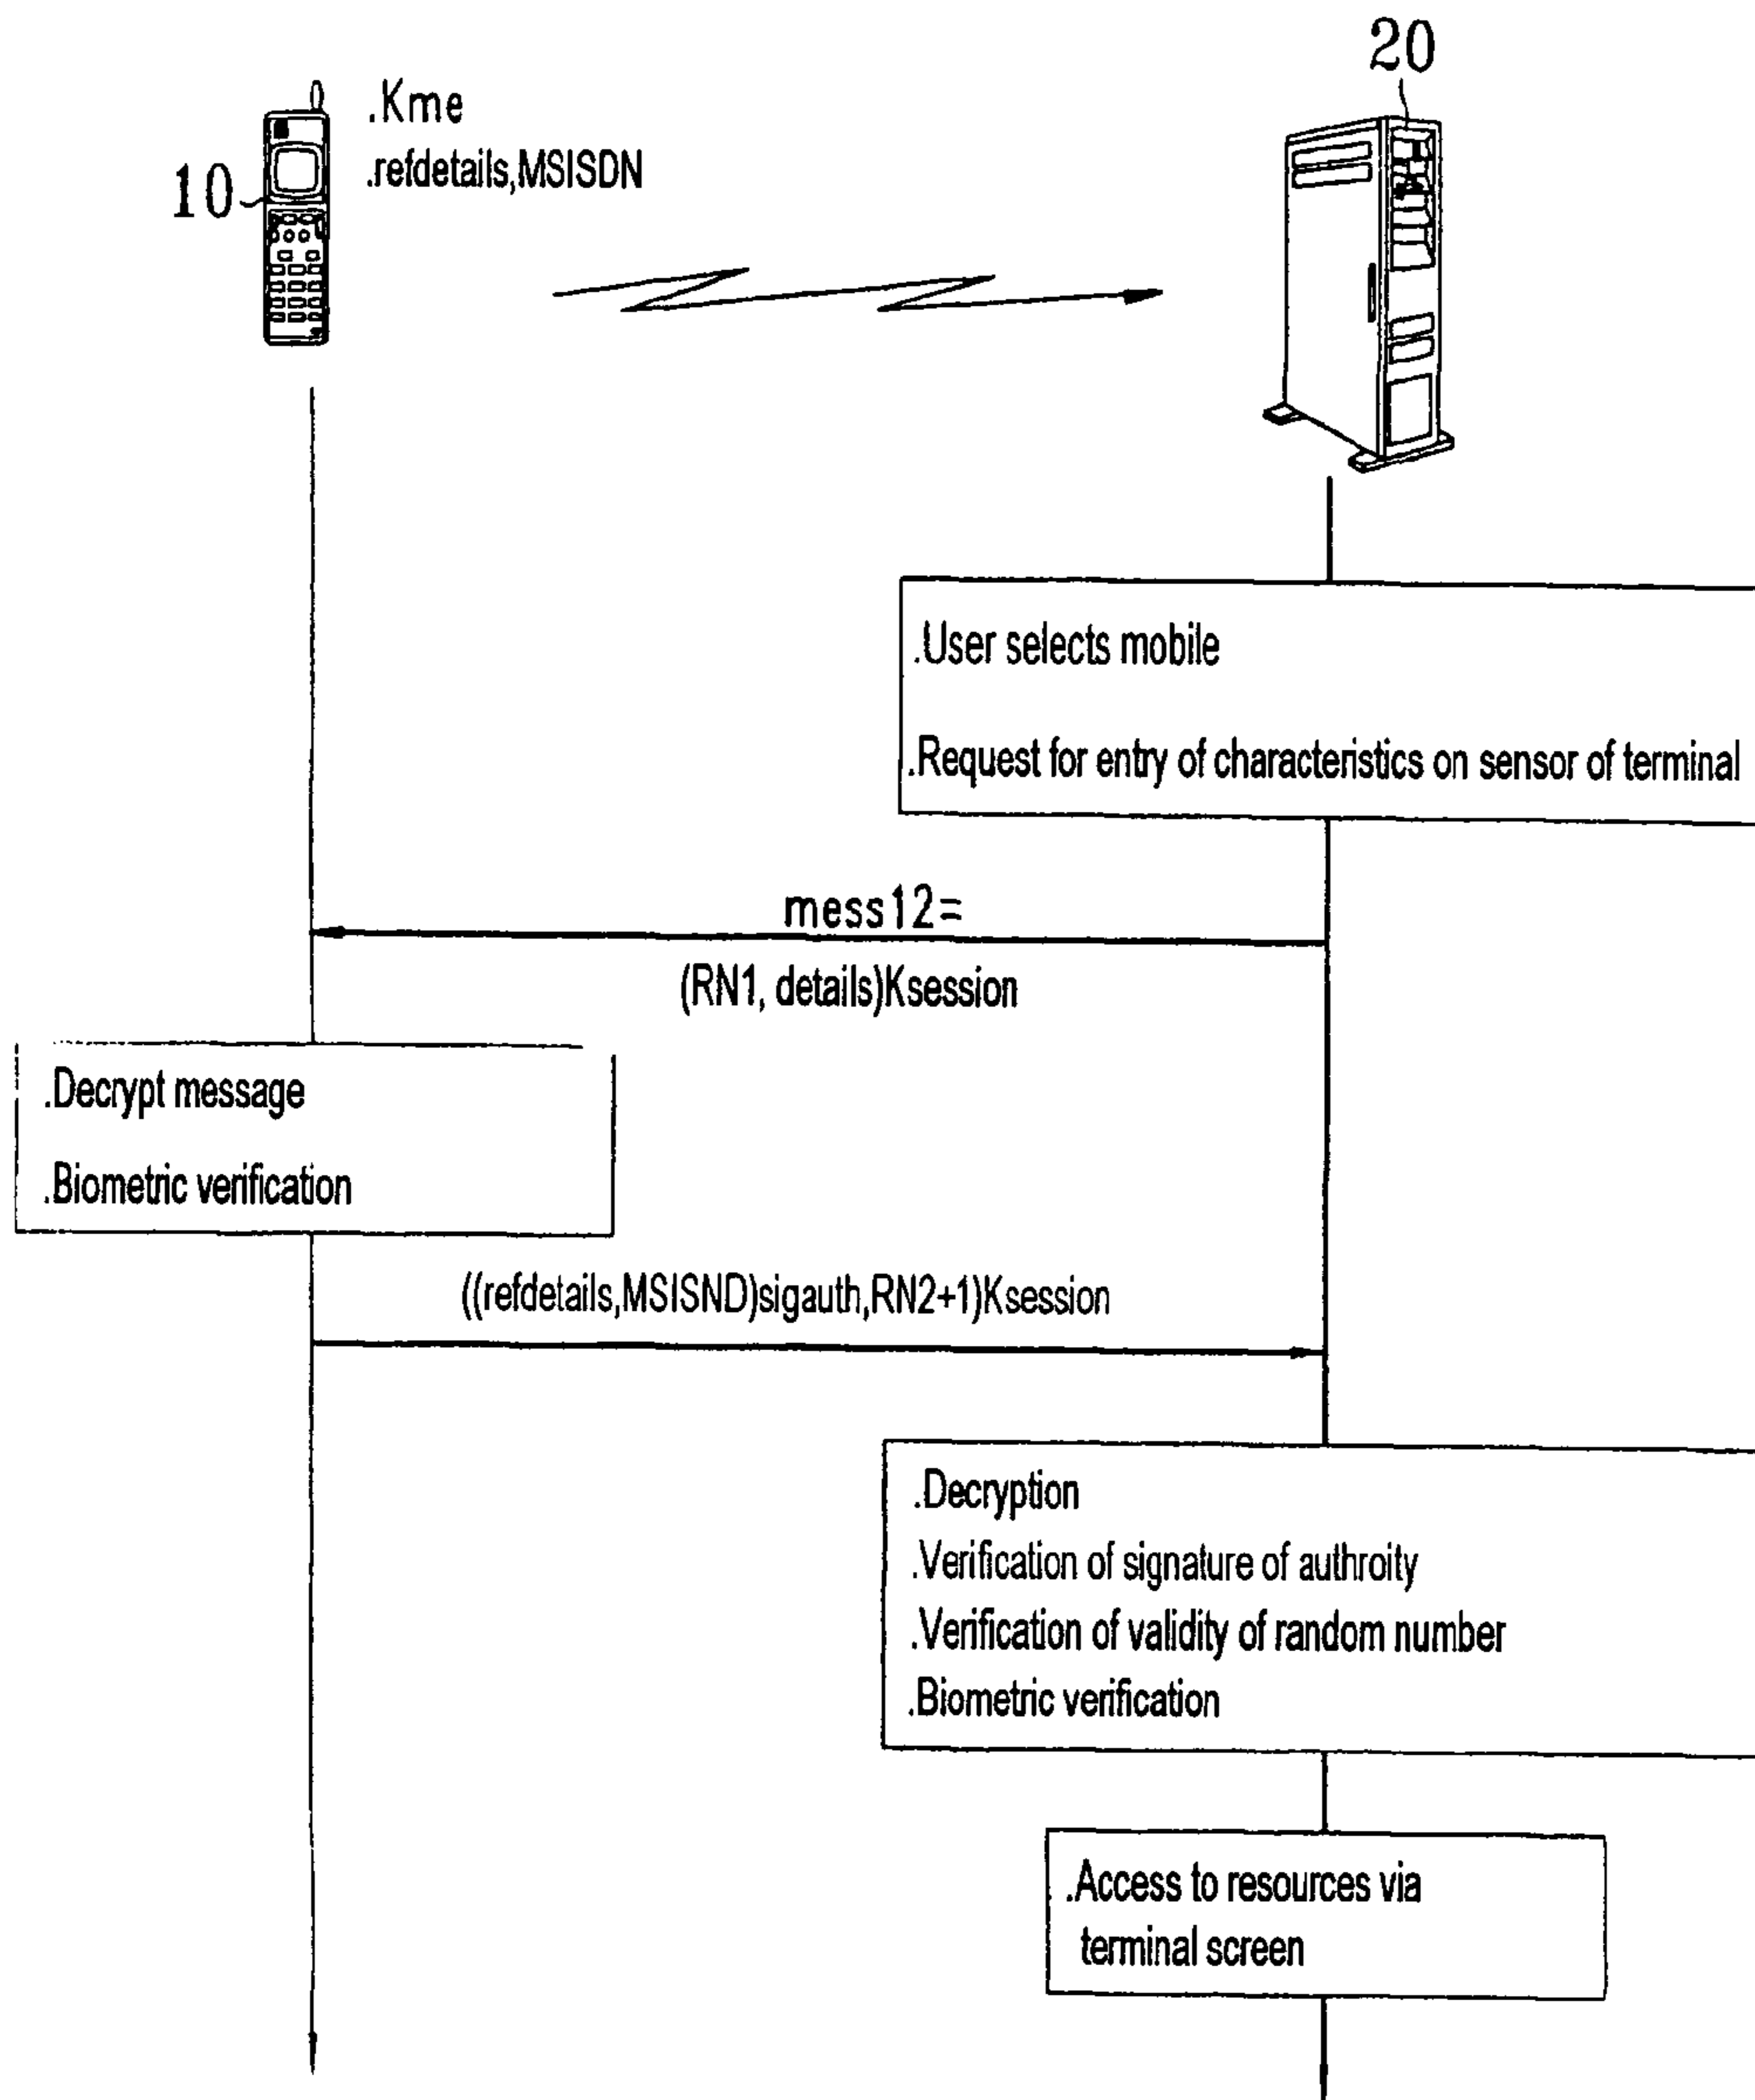 20
.Kme
.refdetails,MSISDN
10
.User selects mobile
.Request for entry of characteristics on sensor of terminal
mess12=
(RN1, details)Ksession
.Decrypt message
.Biometric verification
((refdetails,MSISND)sigauth,RN2+1)Ksession
.Decryption
.Verification of signature of authroity
.Verification of validity of random number
.Biometric verification
.Access to resources via
terminal screen